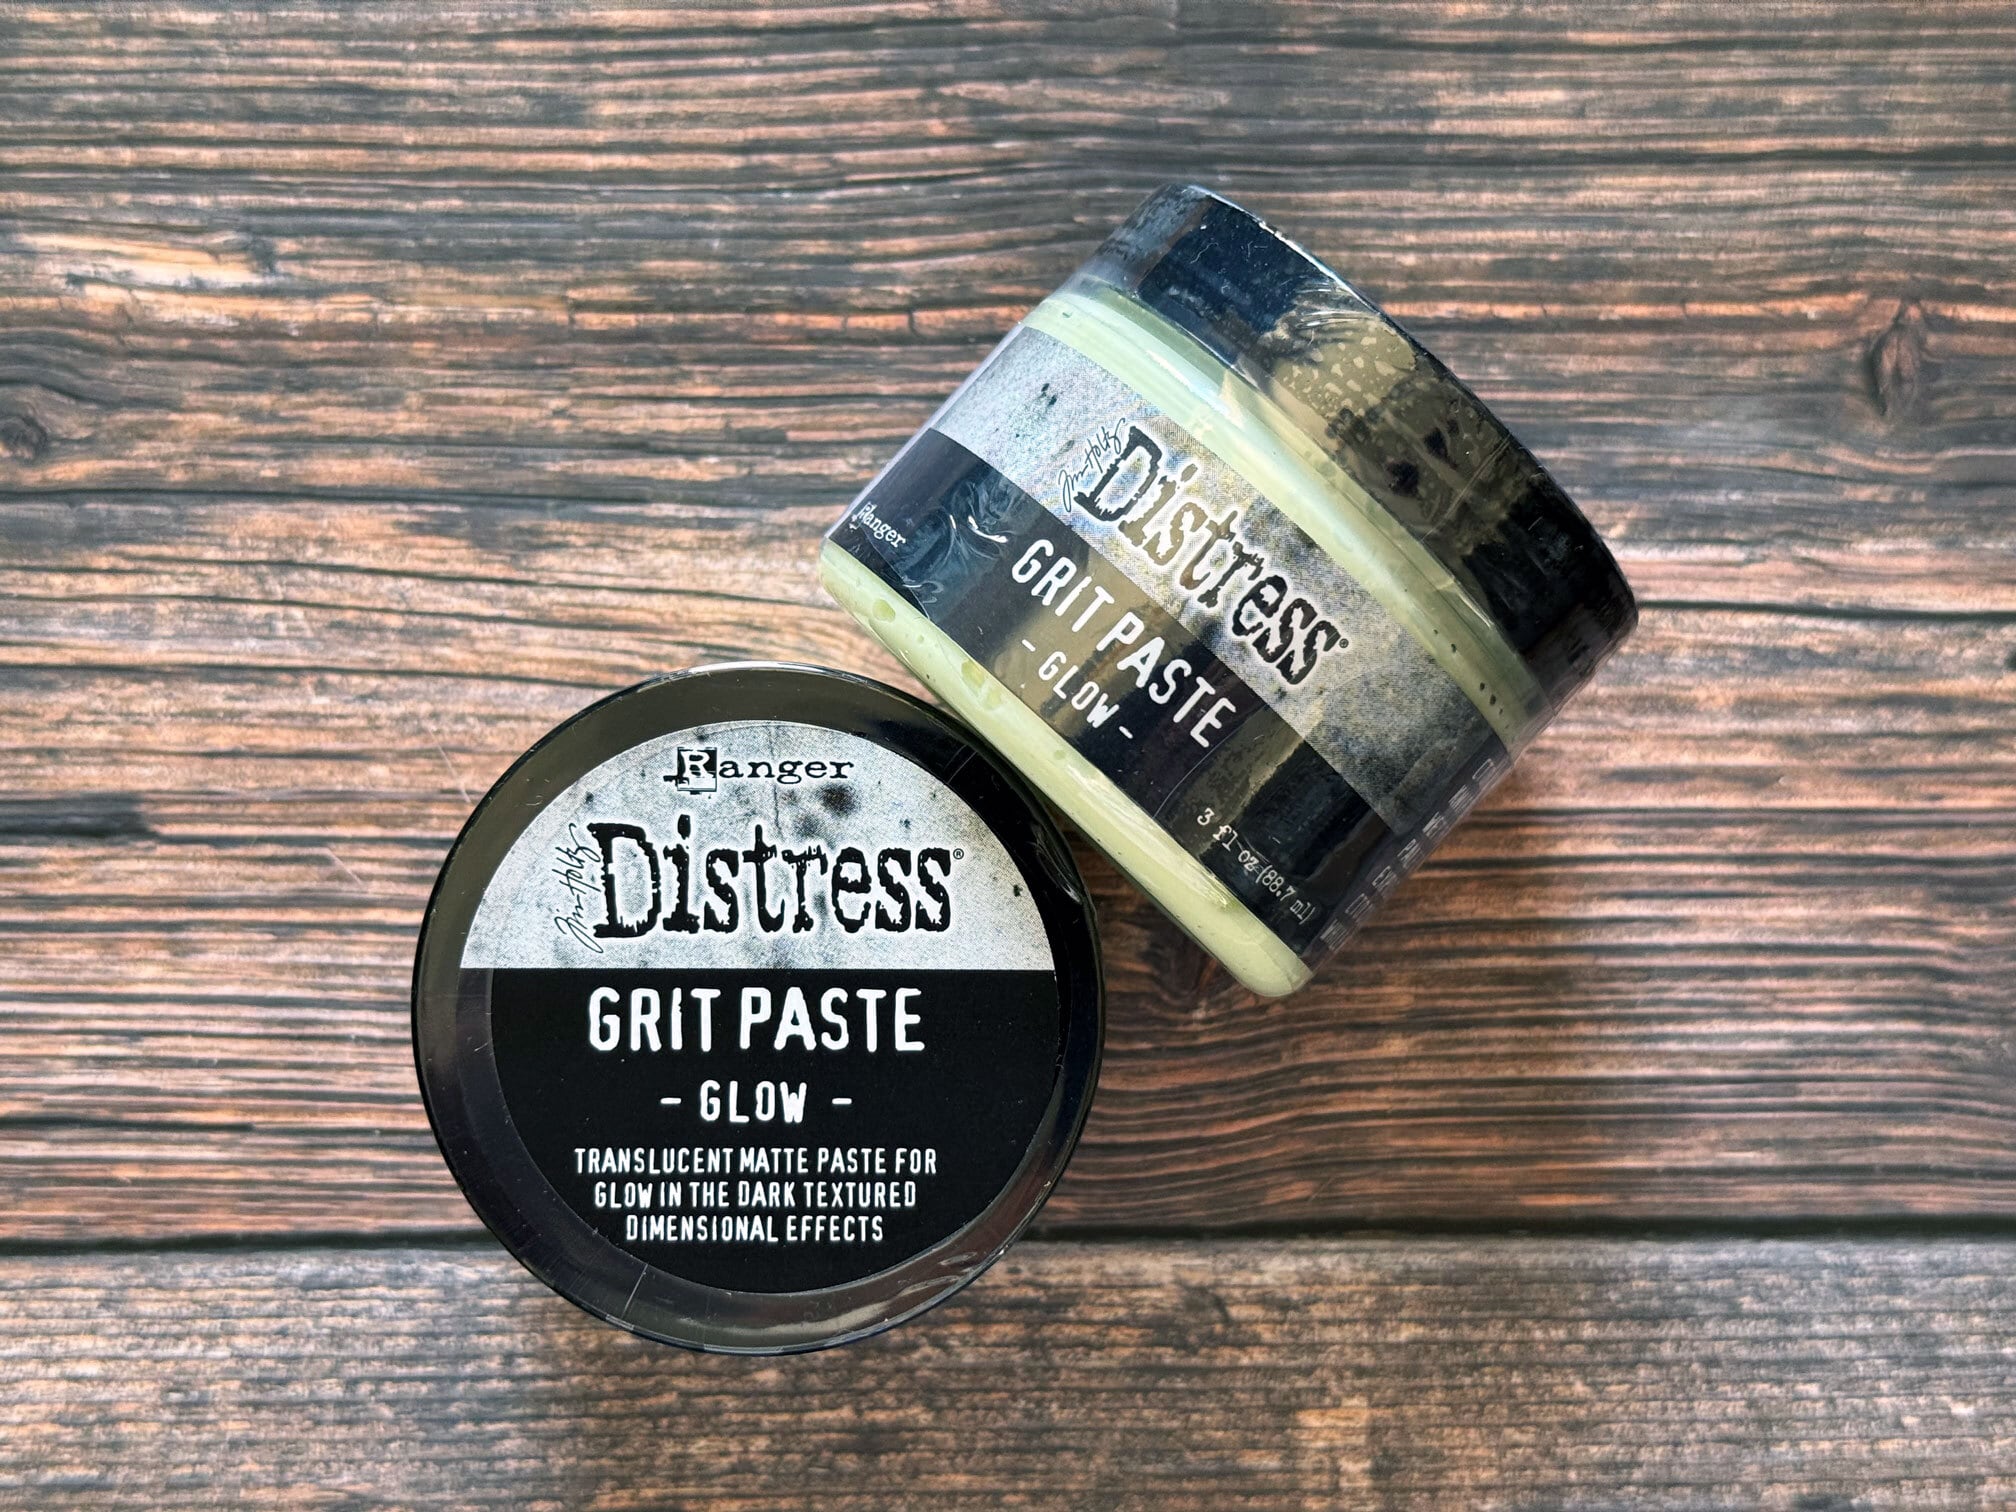 Tim Holtz
Distress®
GRIT PASTE
- GLOW -
Ranger
3 fl oz (88.7 ml)
Ranger
Tim Holtz
Distress®
GRIT PASTE
- GLOW -
TRANSLUCENT MATTE PASTE FOR
GLOW IN THE DARK TEXTURED
DIMENSIONAL EFFECTS